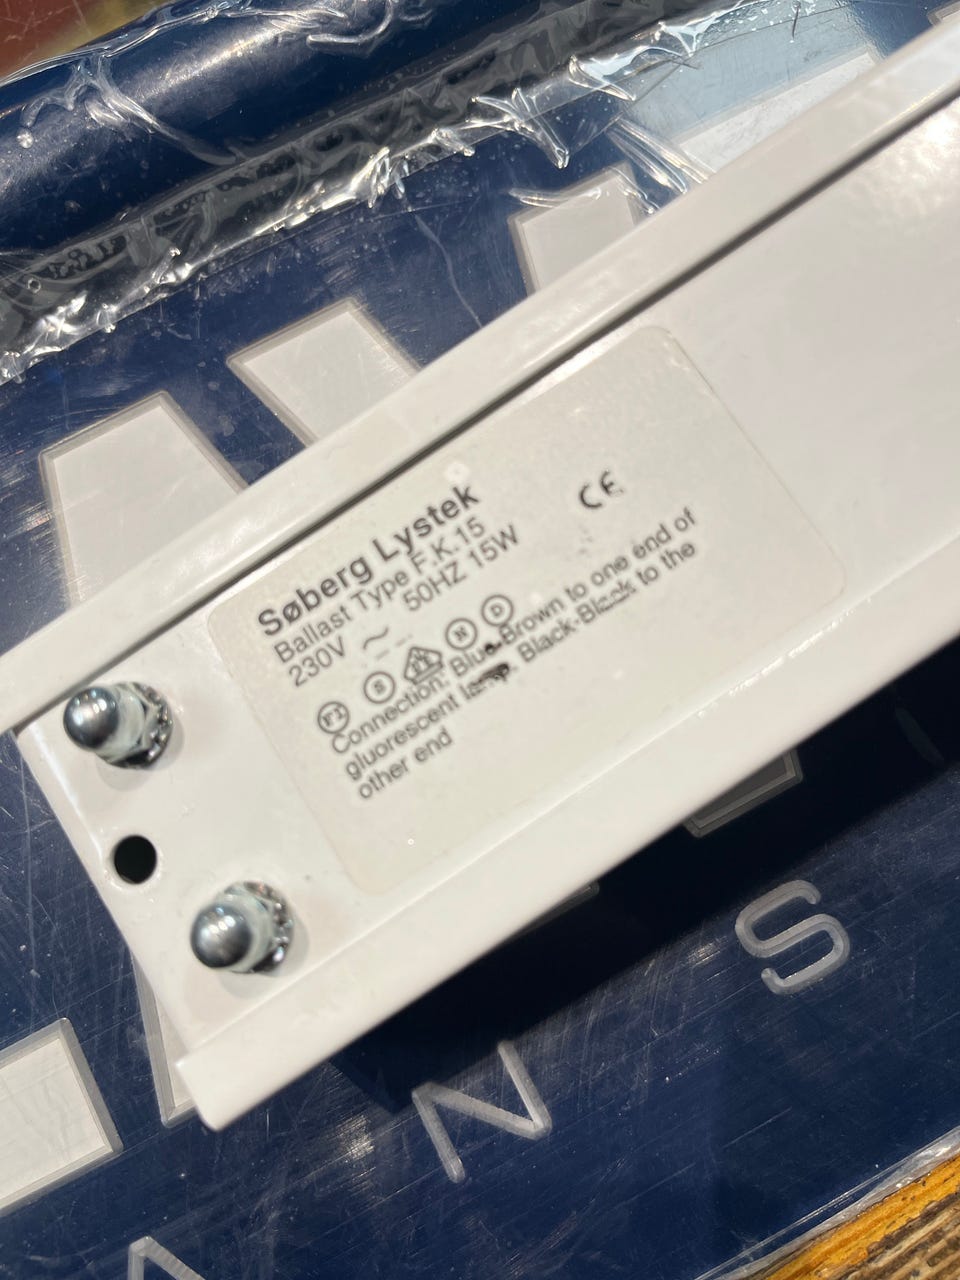 Søberg Lystek
Ballast Type F.K.15
230V ~ 50HZ 15W
CE
FI S N D
Connection: Blue-Brown to one end of
gluorescent lamp. Black-Black to the
other end
N S